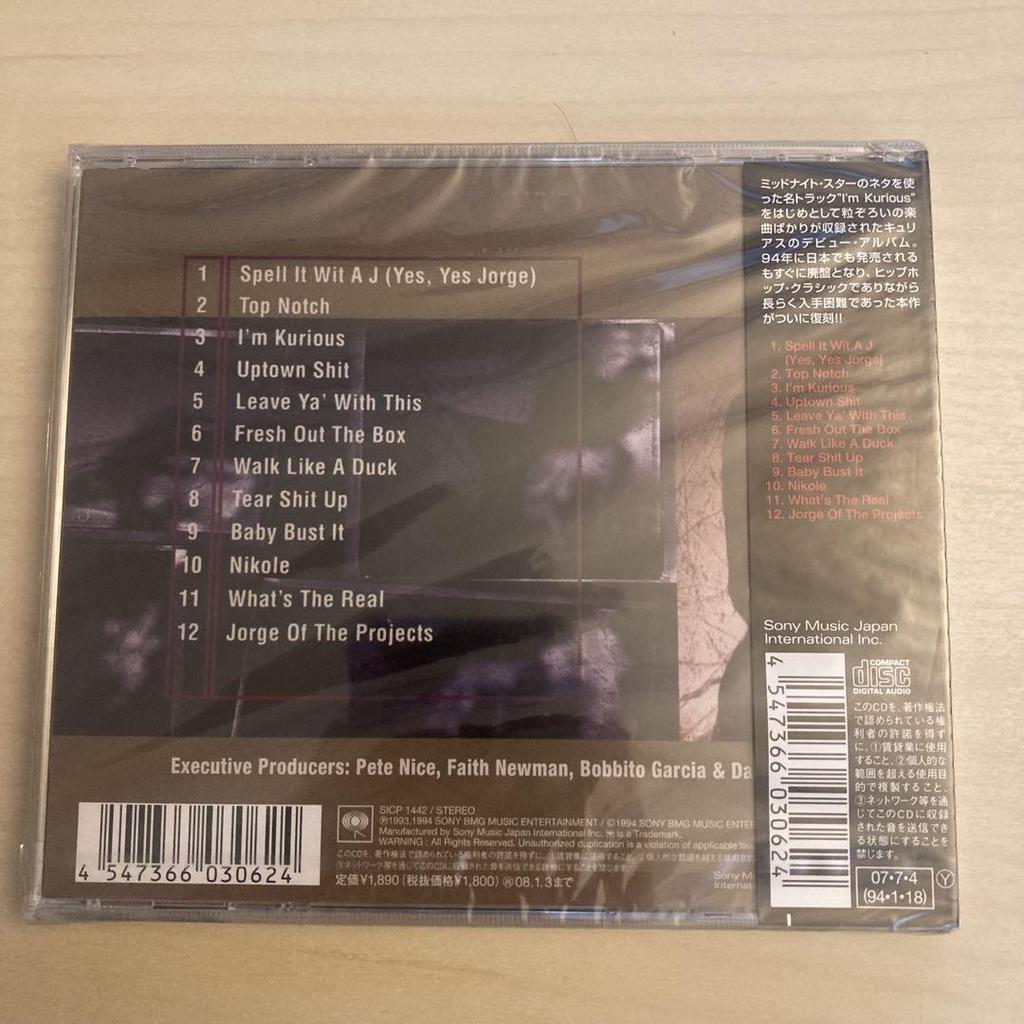 1 Spell It Wit A J (Yes, Yes Jorge)
2 Top Notch
3 I'm Kurious
4 Uptown Shit
5 Leave Ya' With This
6 Fresh Out The Box
7 Walk Like A Duck
8 Tear Shit Up
9 Baby Bust It
10 Nikole
11 What's The Real
12 Jorge Of The Projects
Executive Producers: Pete Nice, Faith Newman, Bobbito Garcia & Da
4 547366 030624
SICP 1442 / STEREO
Ⓟ1993,1994 SONY BMG MUSIC ENTERTAINMENT / ©1994 SONY BMG MUSIC ENTER
Manufactured by Sony Music Japan International Inc. is a Trademark.
WARNING : All Rights Reserved. Unauthorized duplication is a violation of applicable law
定価¥1,890(税抜価格¥1,800) 08.1.3まで
Sony Mu
Internat
ミッドナイト・スターのネタを使
った名トラック"I'm Kurious"
をはじめとして粒ぞろいの楽
曲ばかりが収録されたキュリ
アスのデビュー・アルバム。
94年に日本でも発売される
もすぐに廃盤となり、ヒップホ
ップ・クラシックでありながら
長らく入手困難であった本作
がついに復刻!!
1. Spell It Wit A J
(Yes, Yes Jorge)
2. Top Notch
3. I'm Kurious
4. Uptown Shit
5. Leave Ya' With This
6. Fresh Out The Box
7. Walk Like A Duck
8. Tear Shit Up
9. Baby Bust It
10. Nikole
11. What's The Real
12. Jorge Of The Projects
Sony Music Japan
International Inc.
4 547366 030624
COMPACT
disc
DIGITAL AUDIO
このCDを、著作権法
で認められている権
利者の許諾を得ず
に、①賃貸業に使用
すること、②個人的な
範囲を超える使用目
的で複製すること、
③ネットワーク等を通
じてこのCDに収録
された音を送信でき
る状態にすることを
禁じます。
07・7・4
(94・1・18)
Y